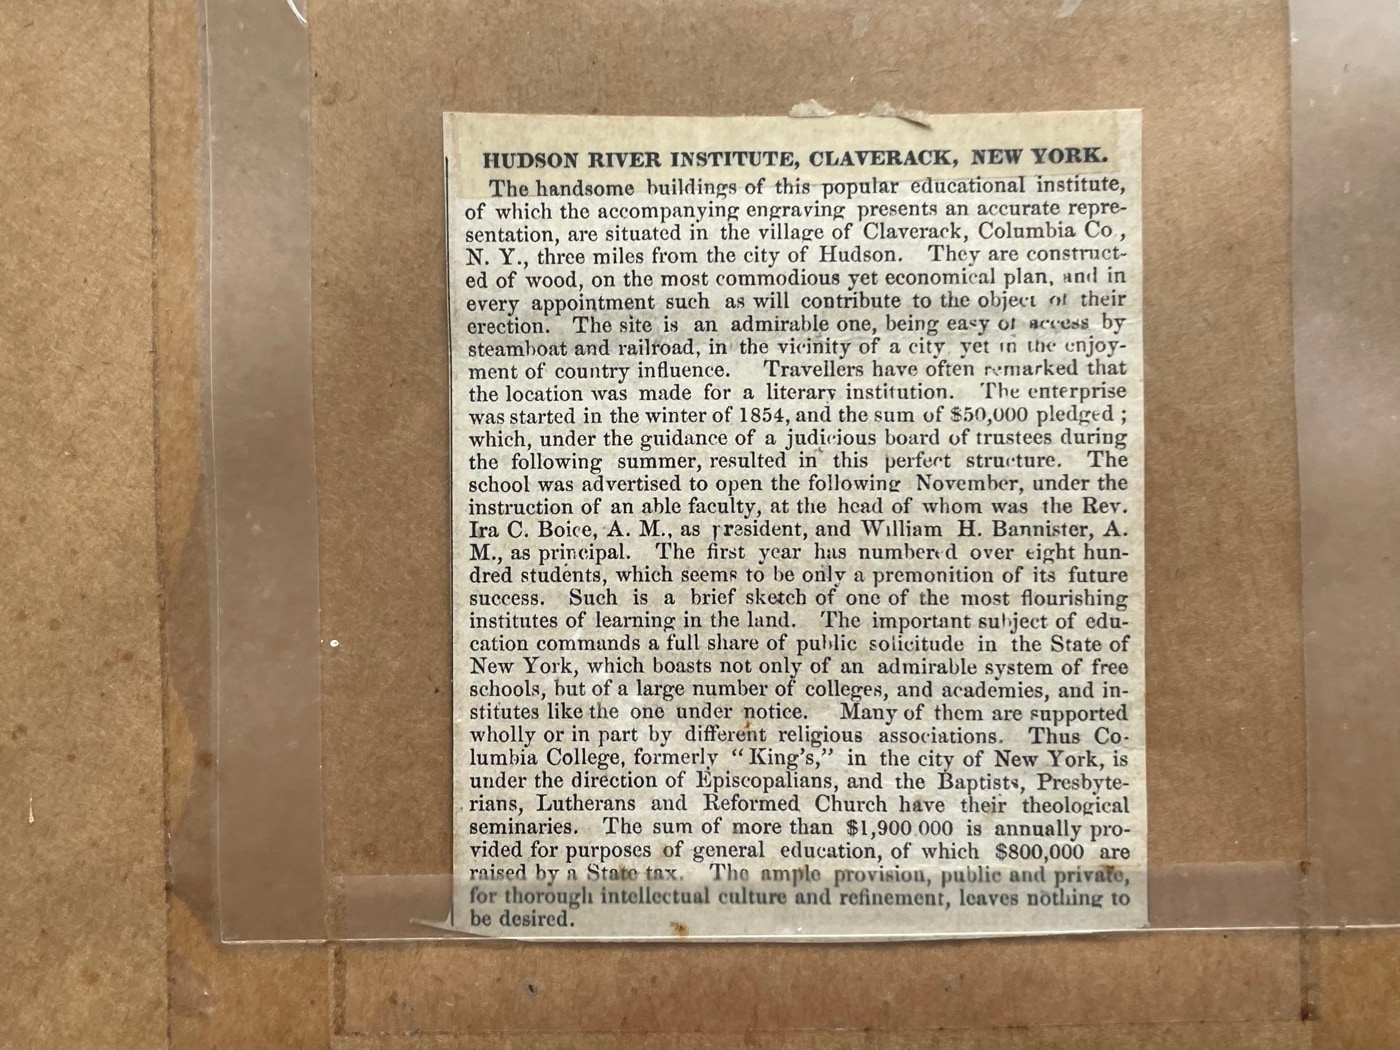 HUDSON RIVER INSTITUTE, CLAVERACK, NEW YORK.
The handsome buildings of this popular educational institute,
of which the accompanying engraving presents an accurate repre-
sentation, are situated in the village of Claverack, Columbia Co,
N. Y., three miles from the city of Hudson. They are construct-
ed of wood, on the most commodious yet economical plan, and in
every appointment such as will contribute to the object of their
erection. The site is an admirable one, being easy of access by
steamboat and railroad, in the vicinity of a city yet in the enjoy-
ment of country influence. Travellers have often remarked that
the location was made for a literary institution. The enterprise
was started in the winter of 1854, and the sum of $50,000 pledged;
which, under the guidance of a judicious board of trustees during
the following summer, resulted in this perfect structure. The
school was advertised to open the following November, under the
instruction of an able faculty, at the head of whom was the Rev.
Ira C. Boice, A. M., as president, and William H. Bannister, A.
M., as principal. The first year has numbered over eight hun-
dred students, which seems to be only a premonition of its future
success. Such is a brief sketch of one of the most flourishing
institutes of learning in the land. The important subject of edu-
cation commands a full share of public solicitude in the State of
New York, which boasts not only of an admirable system of free
schools, but of a large number of colleges, and academies, and in-
stitutes like the one under notice. Many of them are supported
wholly or in part by different religious associations. Thus Co-
lumbia College, formerly "King's," in the city of New York, is
under the direction of Episcopalians, and the Baptists, Presbyte-
rians, Lutherans and Reformed Church have their theological
seminaries. The sum of more than $1,900 000 is annually pro-
vided for purposes of general education, of which $800,000 are
raised by a State tax. The ample provision, public and private,
for thorough intellectual culture and refinement, leaves nothing to
be desired.